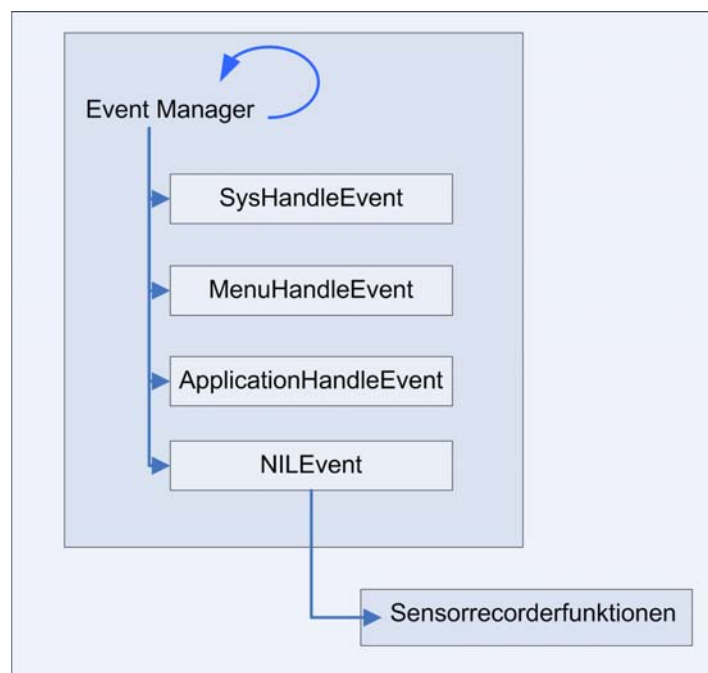 Event Manager
SysHandleEvent
MenuHandleEvent
ApplicationHandleEvent
NILEvent
Sensorrecorderfunktionen